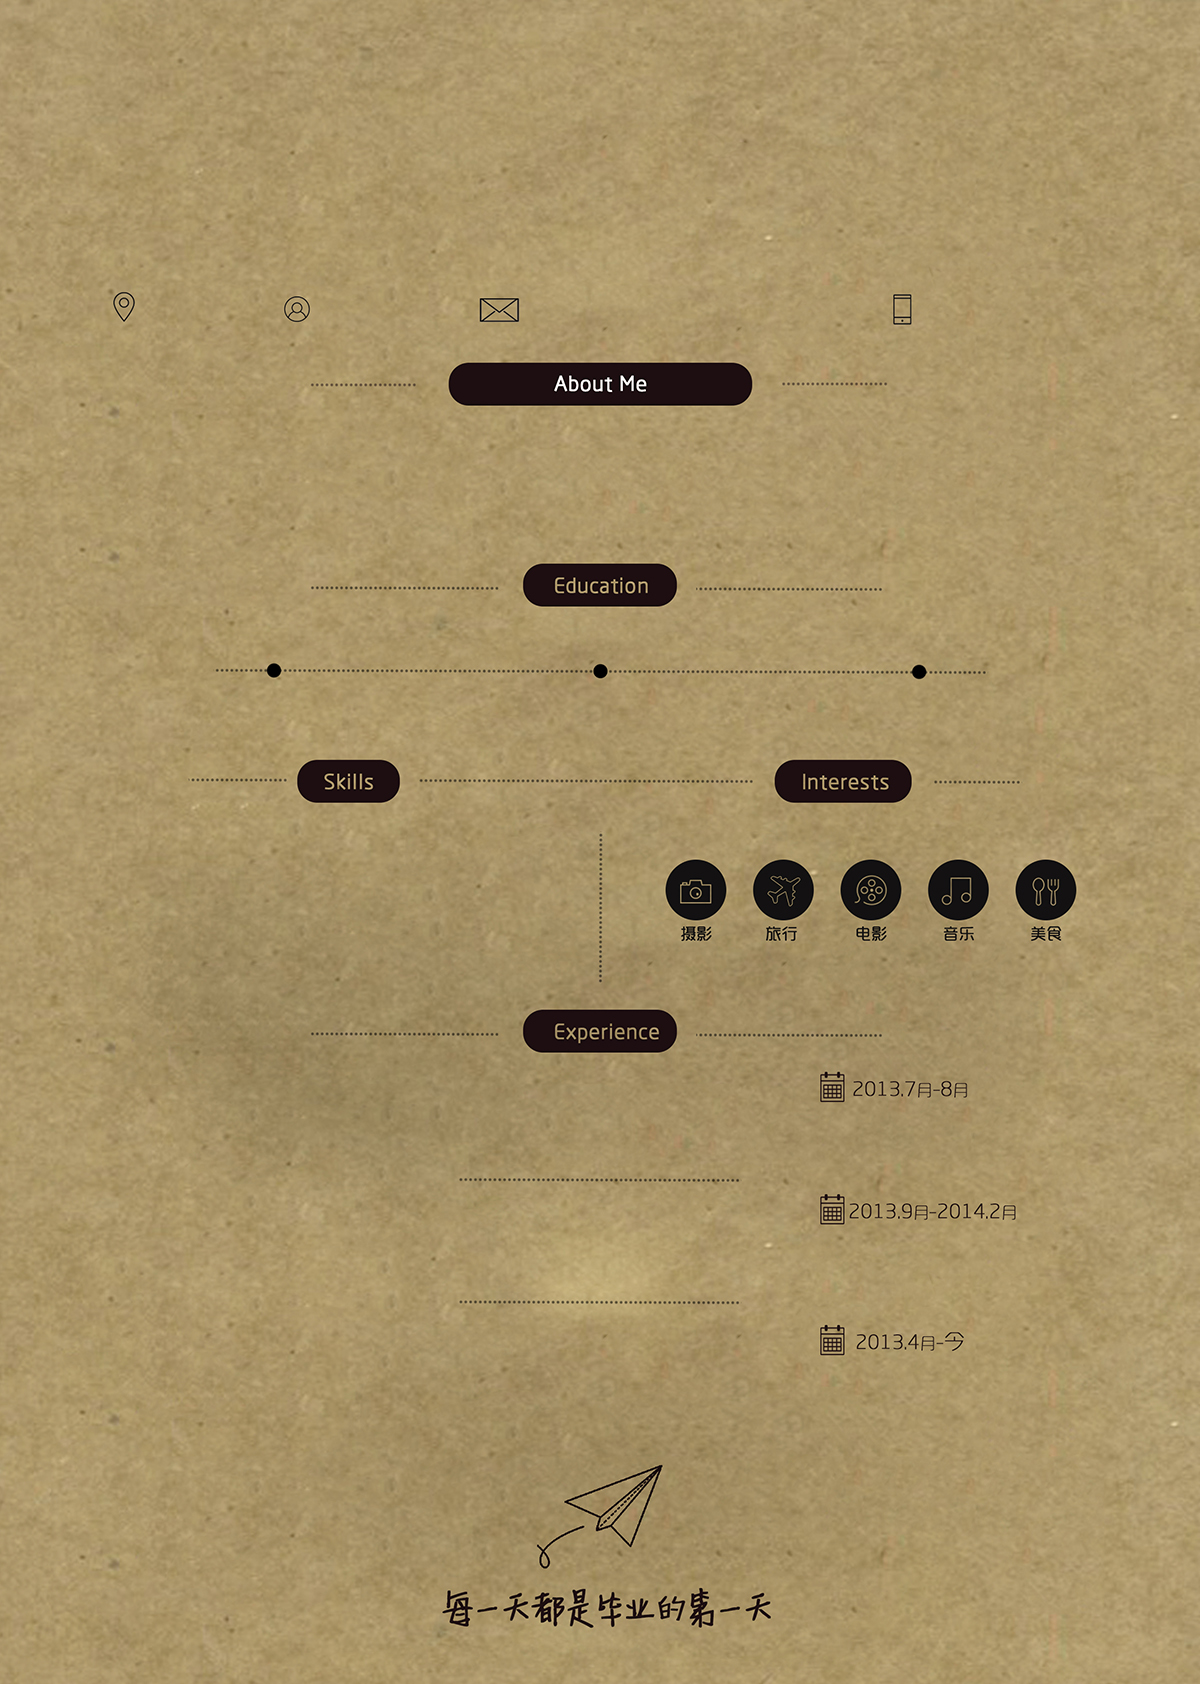 About Me
Education
Skills
Interests
摄影 旅行 电影 音乐 美食
Experience
2013.7月-8月
2013.9月-2014.2月
2013.4月-今
每一天都是毕业的第一天